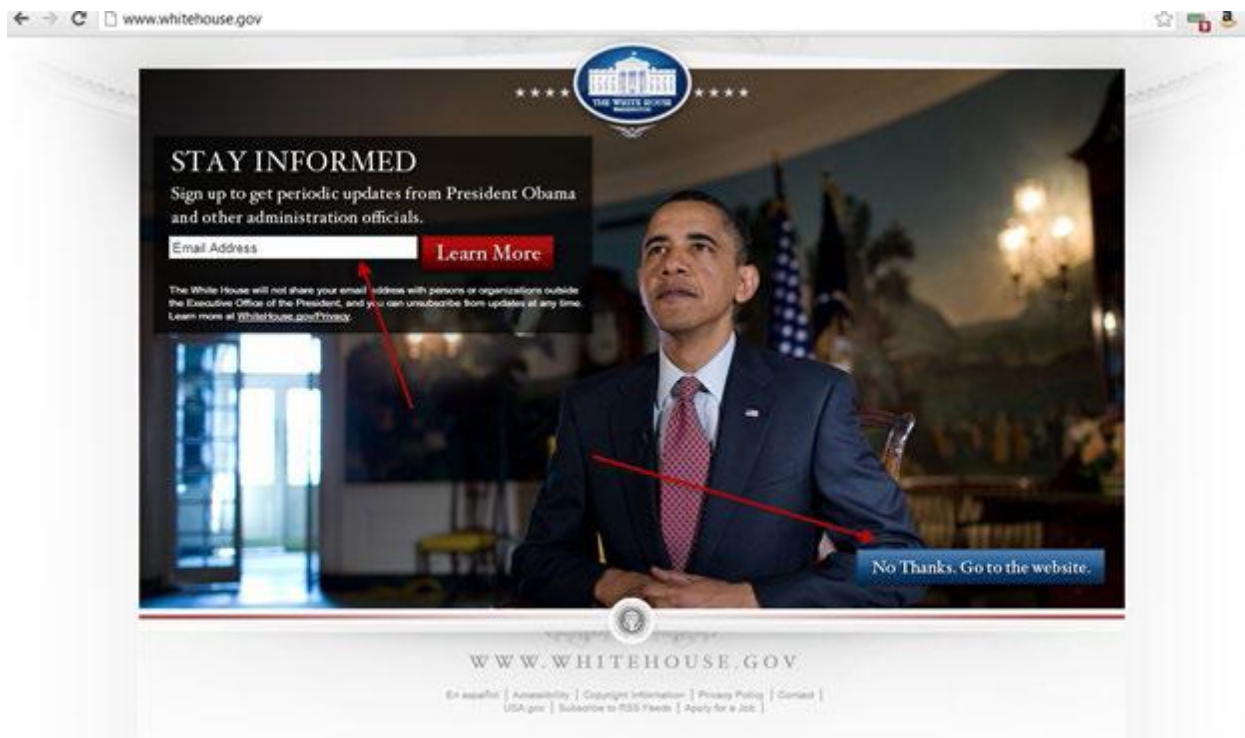 www.whitehouse.gov
THE WHITE HOUSE
WASHINGTON
STAY INFORMED
Sign up to get periodic updates from President Obama
and other administration officials.
Email Address
Learn More
The White House will not share your email address with persons or organizations outside
the Executive Office of the President, and you can unsubscribe from updates at any time.
Learn more at WhiteHouse.gov/Privacy.
No Thanks. Go to the website.
WWW.WHITEHOUSE.GOV
En español | Accessibility | Copyright Information | Privacy Policy | Contact |
USA.gov | Subscribe to RSS Feeds | Apply for a Job |